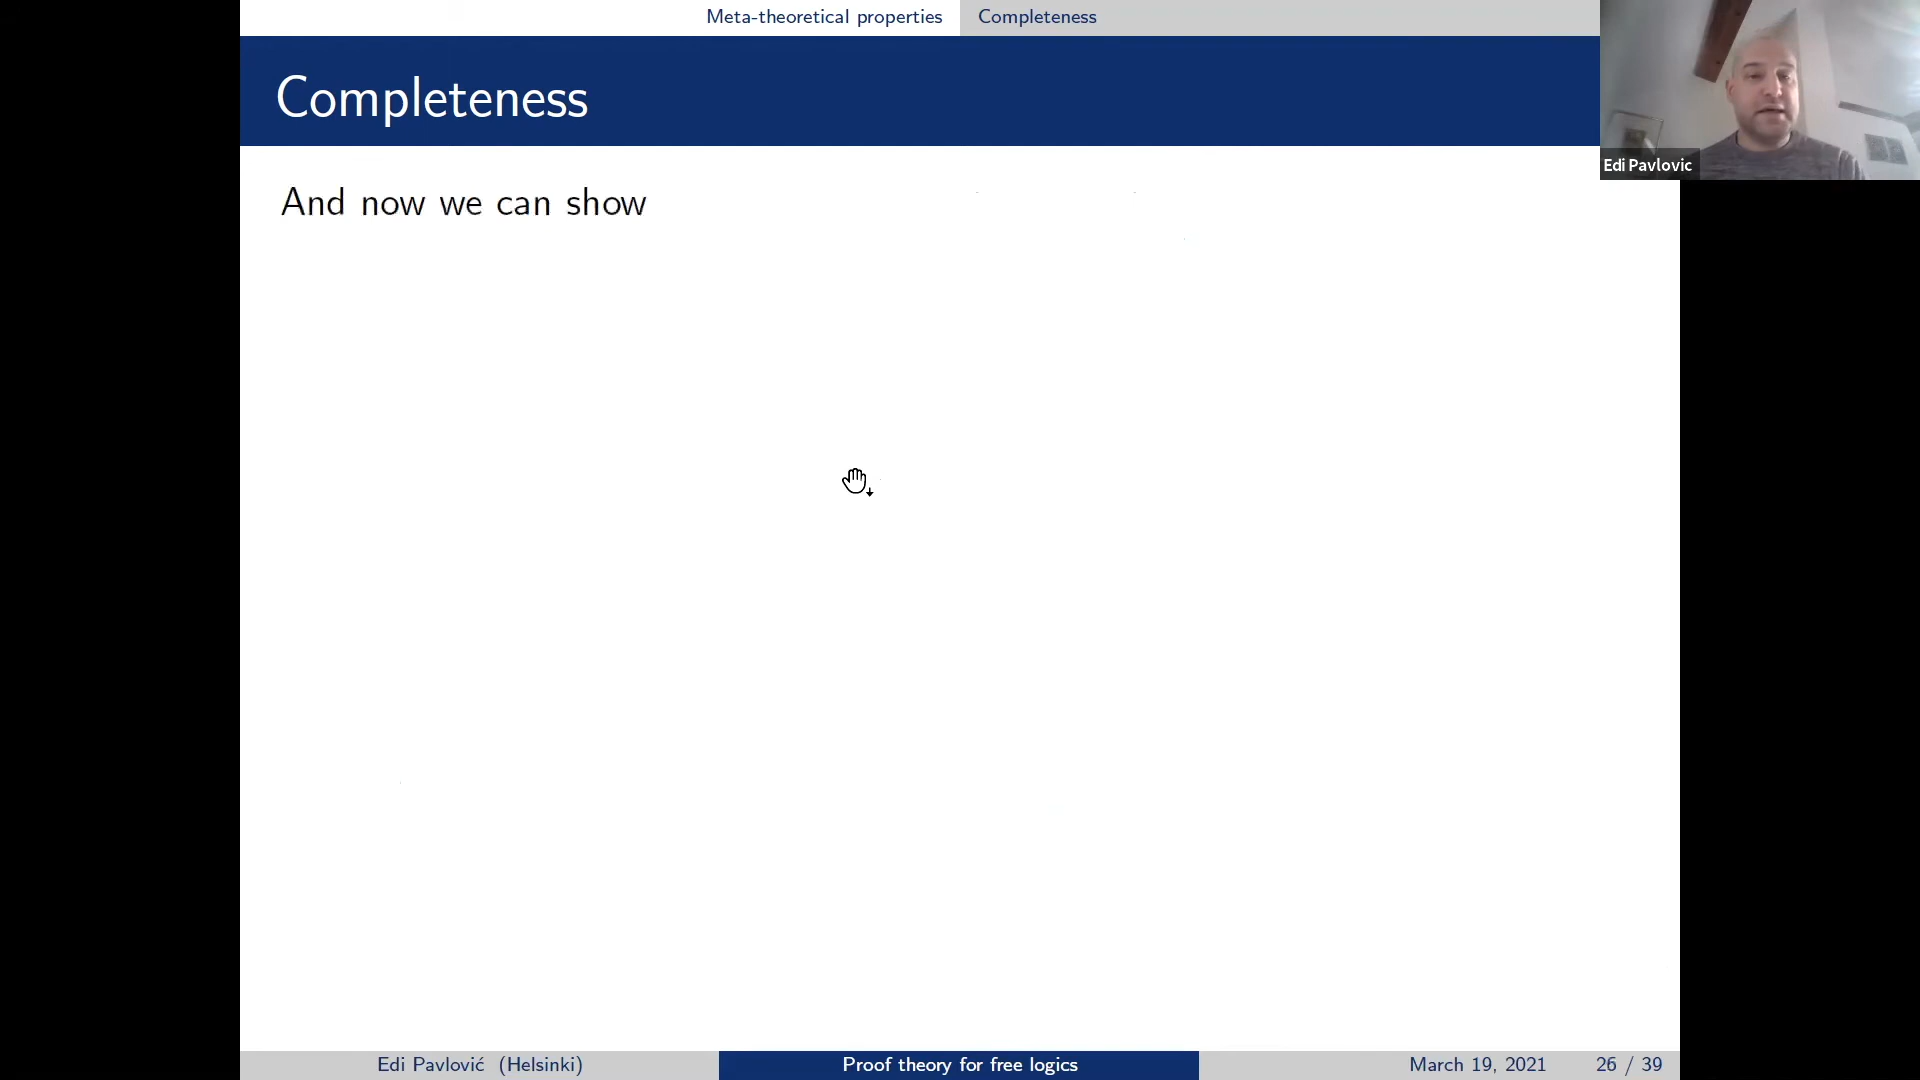 Meta-theoretical properties Completeness
Completeness
Edi Pavlovic
And now we can show
Edi Pavlović (Helsinki) Proof theory for free logics March 19, 2021 26 / 39